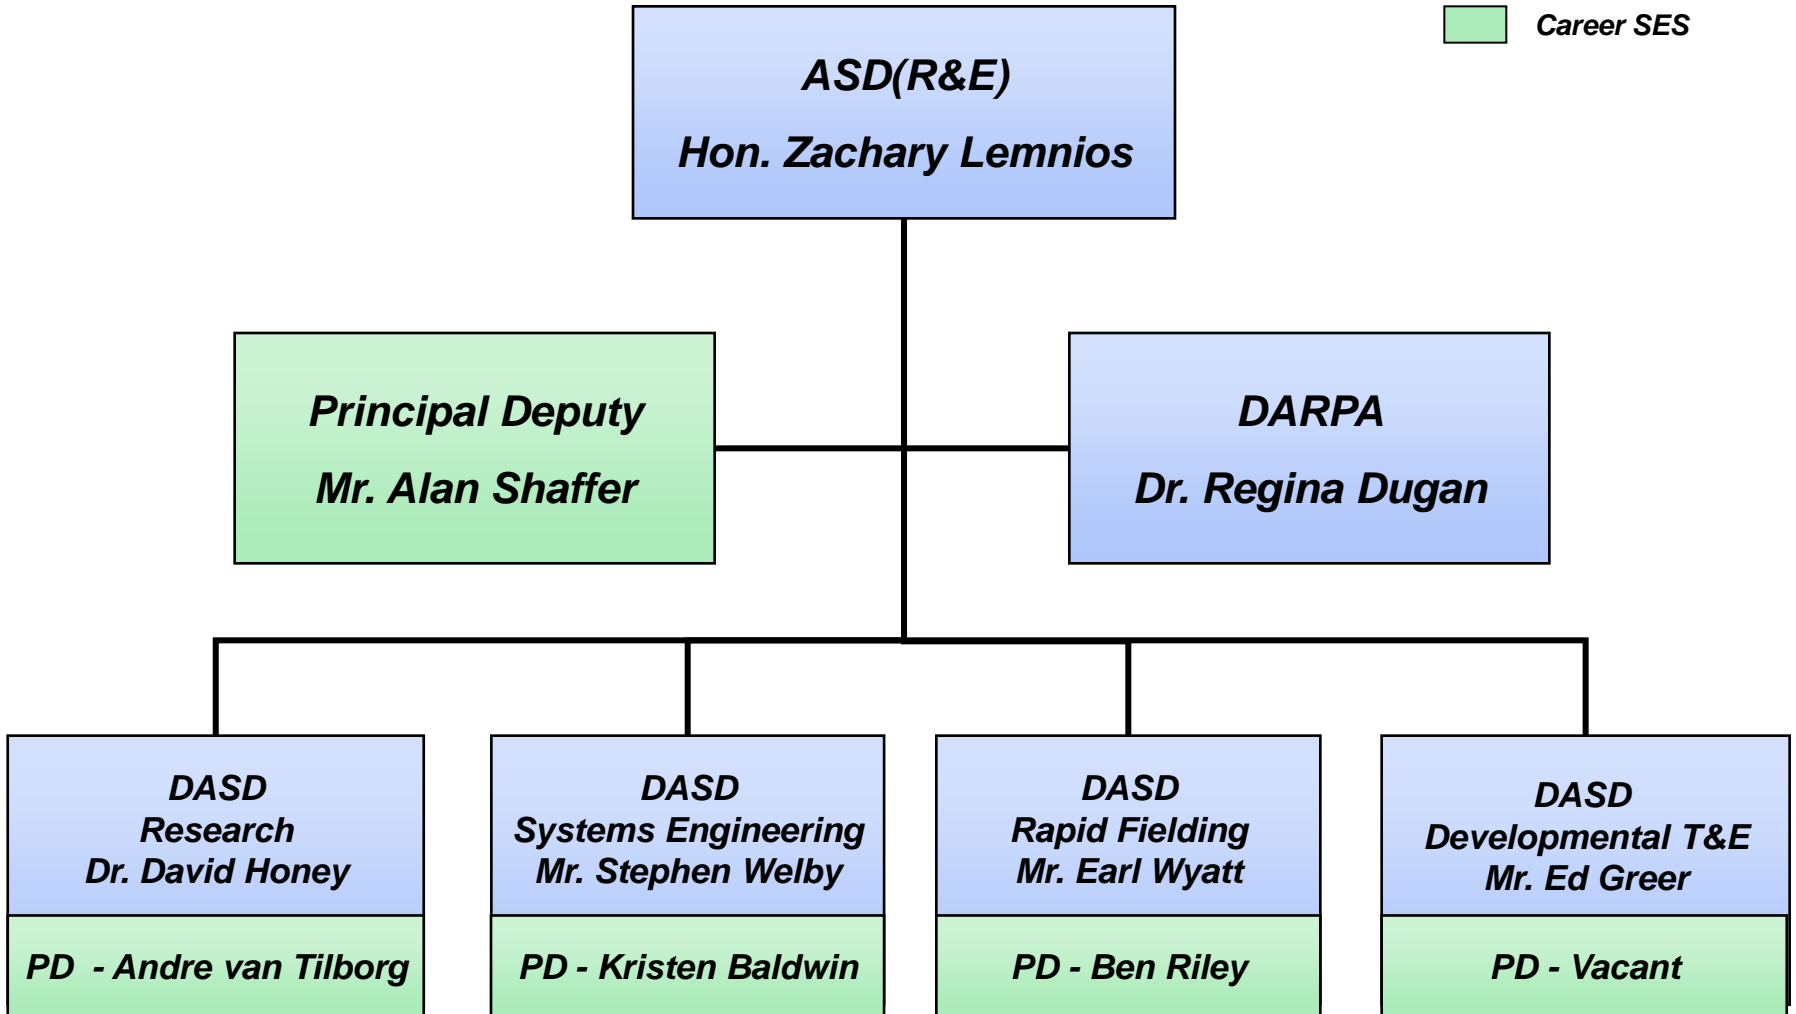 Career SES
ASD(R&E)
Hon. Zachary Lemnios
Principal Deputy
Mr. Alan Shaffer
DARPA
Dr. Regina Dugan
DASD
Research
Dr. David Honey
PD - Andre van Tilborg
DASD
Systems Engineering
Mr. Stephen Welby
PD - Kristen Baldwin
DASD
Rapid Fielding
Mr. Earl Wyatt
PD - Ben Riley
DASD
Developmental T&E
Mr. Ed Greer
PD - Vacant